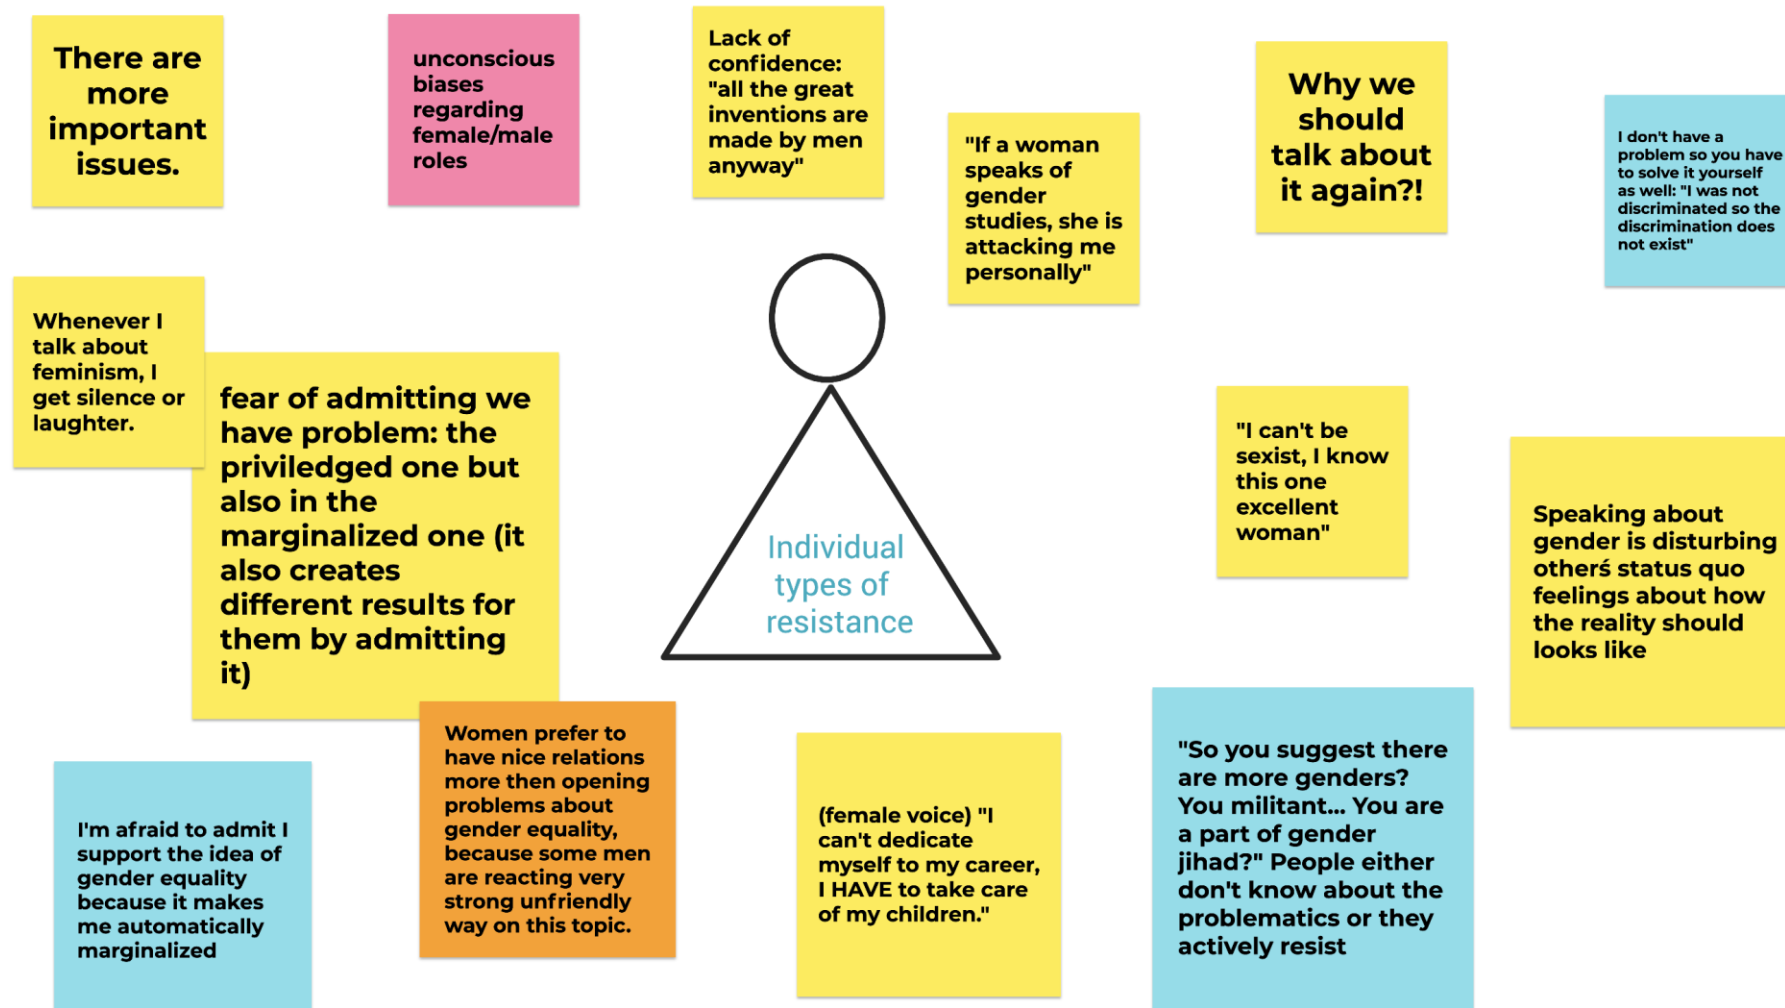 There are
more
important
issues.
unconscious
biases
regarding
female/male
roles
Lack of
confidence:
"all the great
inventions are
made by men
anyway"
"If a woman
speaks of
gender
studies, she is
attacking me
personally"
Why we
should
talk about
it again?!
I don't have a
problem so you have
to solve it yourself
as well: "I was not
discriminated so the
discrimination does
not exist"
Whenever I
talk about
feminism, I
get silence or
laughter.
fear of admitting we
have problem: the
priviledged one but
also in the
marginalized one (it
also creates
different results for
them by admitting
it)
Individual
types of
resistance
"I can't be
sexist, I know
this one
excellent
woman"
Speaking about
gender is disturbing
otherś status quo
feelings about how
the reality should
looks like
I'm afraid to admit I
support the idea of
gender equality
because it makes
me automatically
marginalized
Women prefer to
have nice relations
more then opening
problems about
gender equality,
because some men
are reacting very
strong unfriendly
way on this topic.
(female voice) "I
can't dedicate
myself to my career,
I HAVE to take care
of my children."
"So you suggest there
are more genders?
You militant... You are
a part of gender
jihad?" People either
don't know about the
problematics or they
actively resist